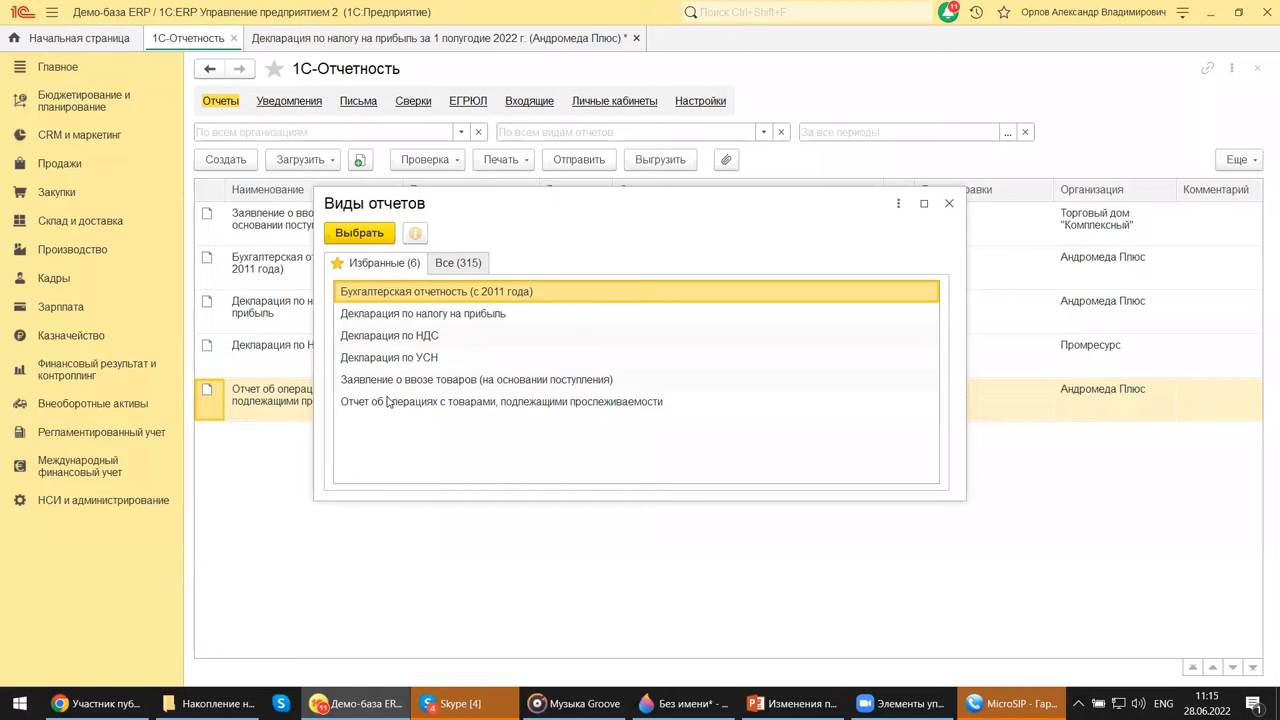 Демо-база ERP / 1С:ERP Управление предприятием 2 (1С:Предприятие)
Поиск Ctrl+Shift+F
11
Орлов Александр Владимирович
Начальная страница
1С-Отчетность
Декларация по налогу на прибыль за 1 полугодие 2022 г. (Андромеда Плюс) *
Главное
Бюджетирование и
планирование
CRM и маркетинг
Продажи
Закупки
Склад и доставка
Производство
Кадры
Зарплата
Казначейство
Финансовый результат и
контроллинг
Внеоборотные активы
Регламентированный учет
Международный
финансовый учет
НСИ и администрирование
1С-Отчетность
Отчеты
Уведомления
Письма
Сверки
ЕГРЮЛ
Входящие
Личные кабинеты
Настройки
По всем организациям
По всем видам отчетов
За все периоды
...
Создать
Загрузить
Проверка
Печать
Отправить
Выгрузить
Еще
Наименование
Организация
Комментарий
Заявление о ввозе
основании посту
Торговый дом
"Комплексный"
Бухгалтерская от
2011 года)
Андромеда Плюс
Декларация по н
прибыль
Андромеда Плюс
Декларация по Н
Промресурс
Отчет об операц
подлежащими пр
Андромеда Плюс
Виды отчетов
Выбрать
Избранные (6)
Все (315)
Бухгалтерская отчетность (с 2011 года)
Декларация по налогу на прибыль
Декларация по НДС
Декларация по УСН
Заявление о ввозе товаров (на основании поступления)
Отчет об операциях с товарами, подлежащими прослеживаемости
Участник пуб...
Накопление н...
Демо-база ER...
Skype [4]
Музыка Groove
Без имени* - ...
Изменения п...
Элементы уп...
MicroSIP - Гар...
ENG
11:15
28.06.2022